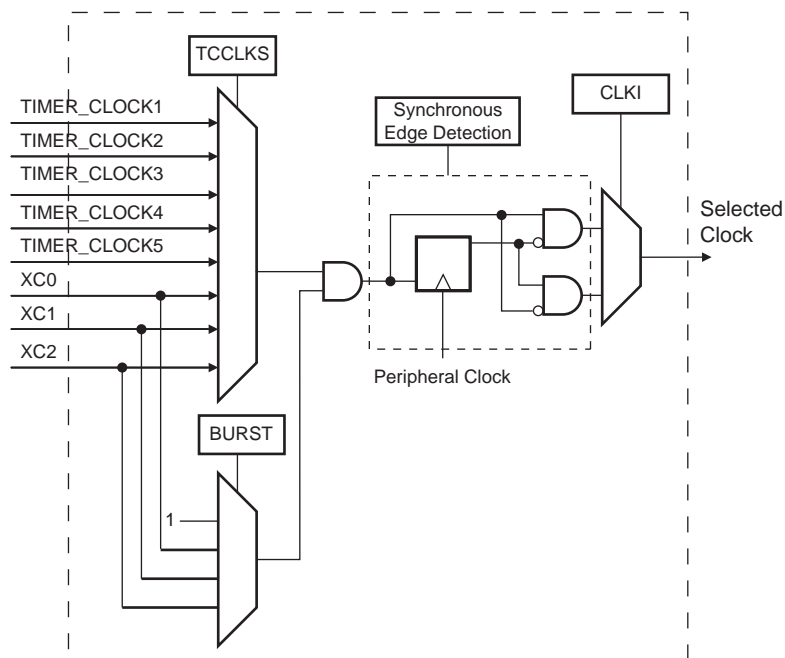 TCCLKS
TIMER_CLOCK1
TIMER_CLOCK2
TIMER_CLOCK3
TIMER_CLOCK4
TIMER_CLOCK5
XC0
XC1
XC2
Synchronous
Edge Detection
CLKI
Selected
Clock
Peripheral Clock
BURST
1